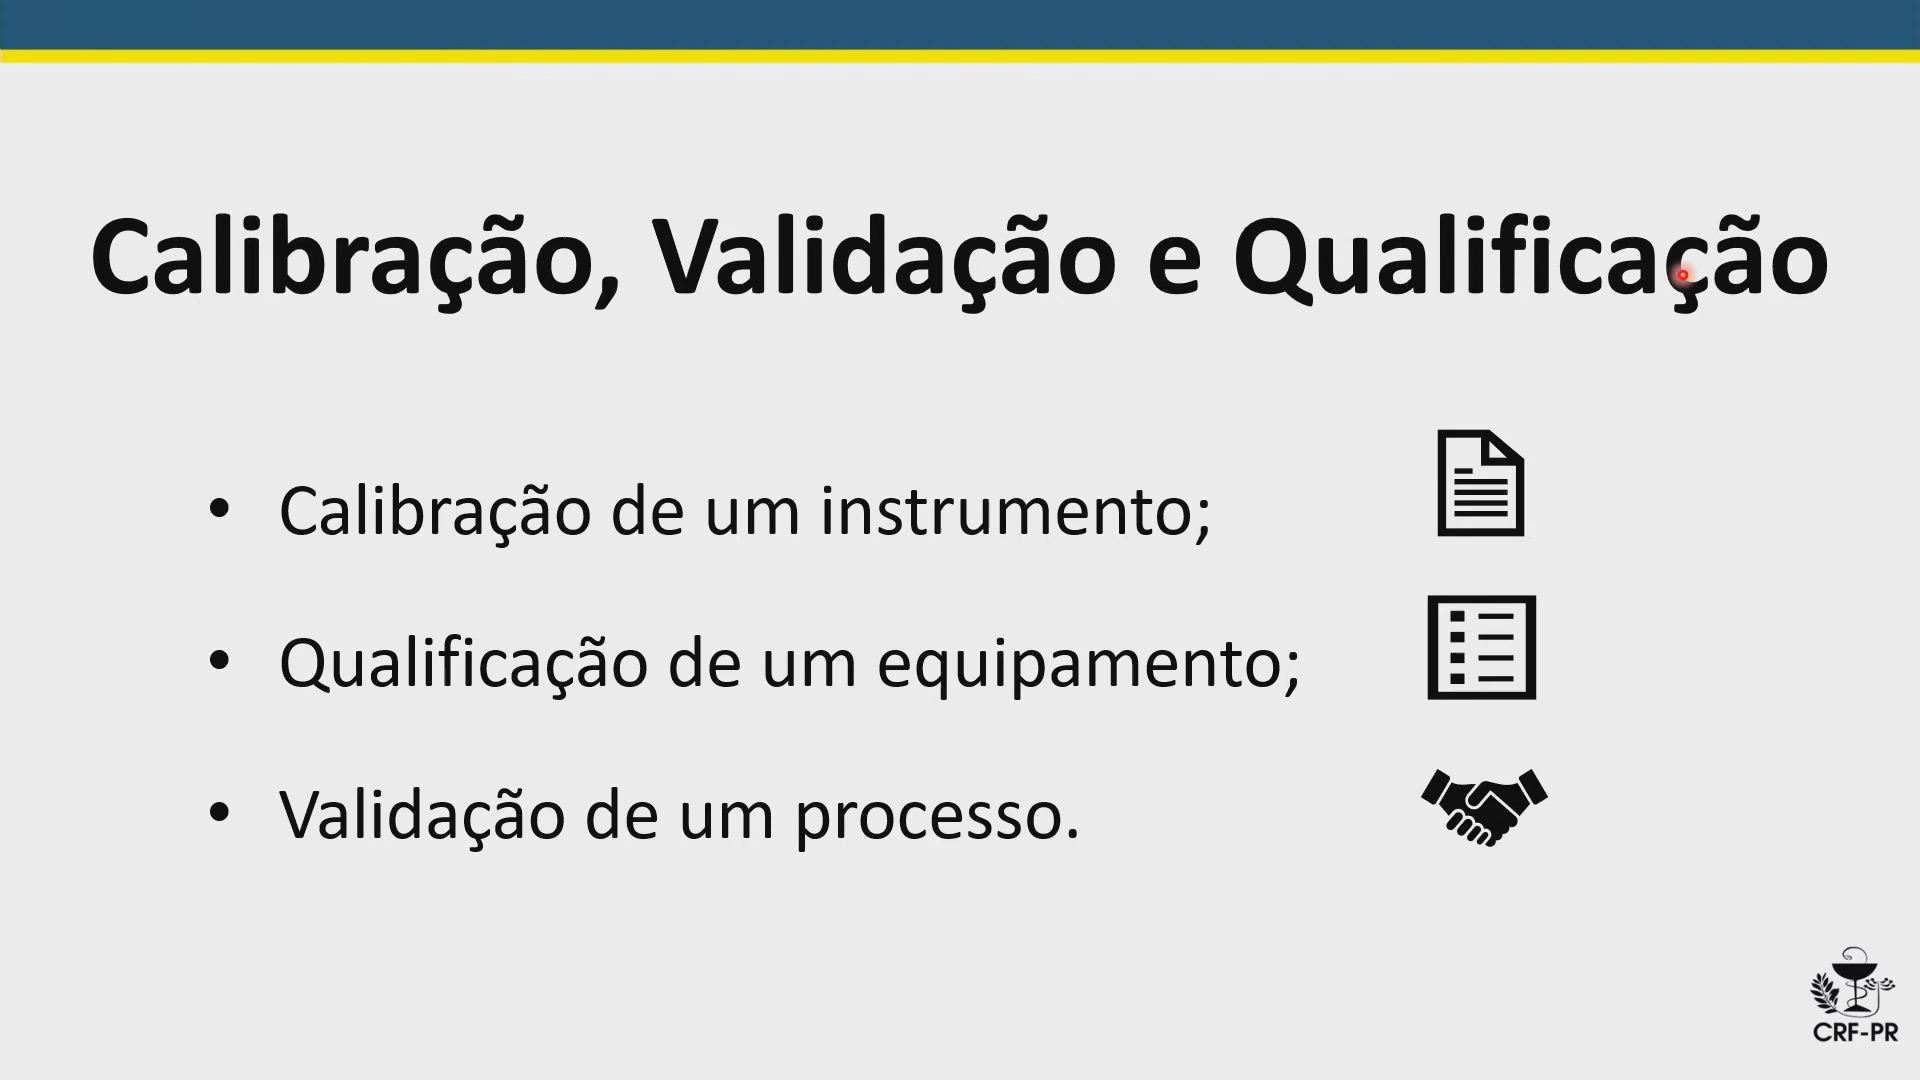 Calibração, Validação e Qualificação
• Calibração de um instrumento;
• Qualificação de um equipamento;
• Validação de um processo.
CRF-PR